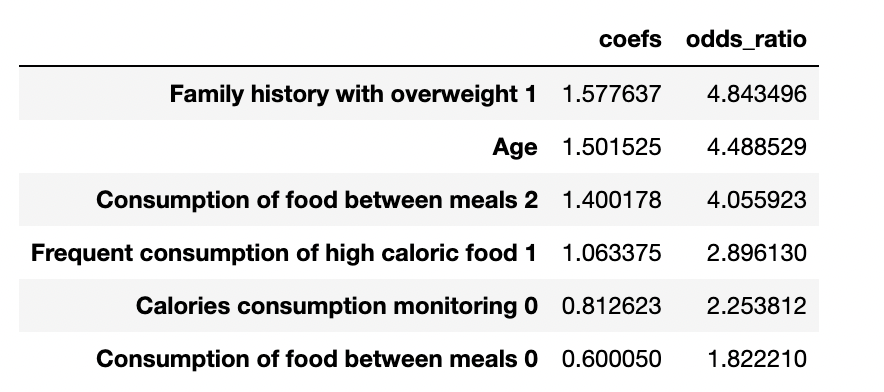 coefs odds_ratio
Family history with overweight 1 1.577637 4.843496
Age 1.501525 4.488529
Consumption of food between meals 2 1.400178 4.055923
Frequent consumption of high caloric food 1 1.063375 2.896130
Calories consumption monitoring 0 0.812623 2.253812
Consumption of food between meals 0 0.600050 1.822210